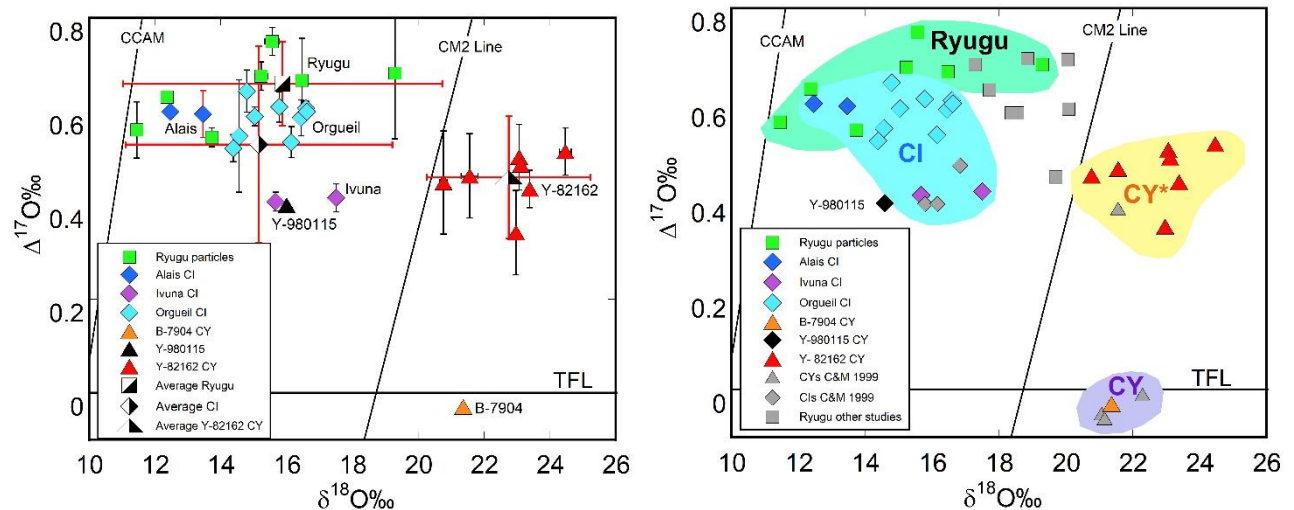 0.8
0.6
0.4
0.2
0
Δ17O‰
10
12
14
16
18
20
22
24
26
δ18O‰
CCAM
CM2 Line
Ryugu
Alais
Orgueil
Ivuna
Y-980115
Y-82162
TFL
B-7904
Ryugu particles
Alais CI
Ivuna CI
Orgueil CI
B-7904 CY
Y-980115
Y-82162 CY
Average Ryugu
Average CI
Average Y-82162 CY
0.8
0.6
0.4
0.2
0
Δ17O‰
10
12
14
16
18
20
22
24
26
δ18O‰
CCAM
Ryugu
CM2 Line
CI
CY*
Y-980115
TFL
CY
Ryugu particles
Alais CI
Ivuna CI
Orgueil CI
B-7904 CY
Y-980115 CY
Y- 82162 CY
CYs C&M 1999
CIs C&M 1999
Ryugu other studies